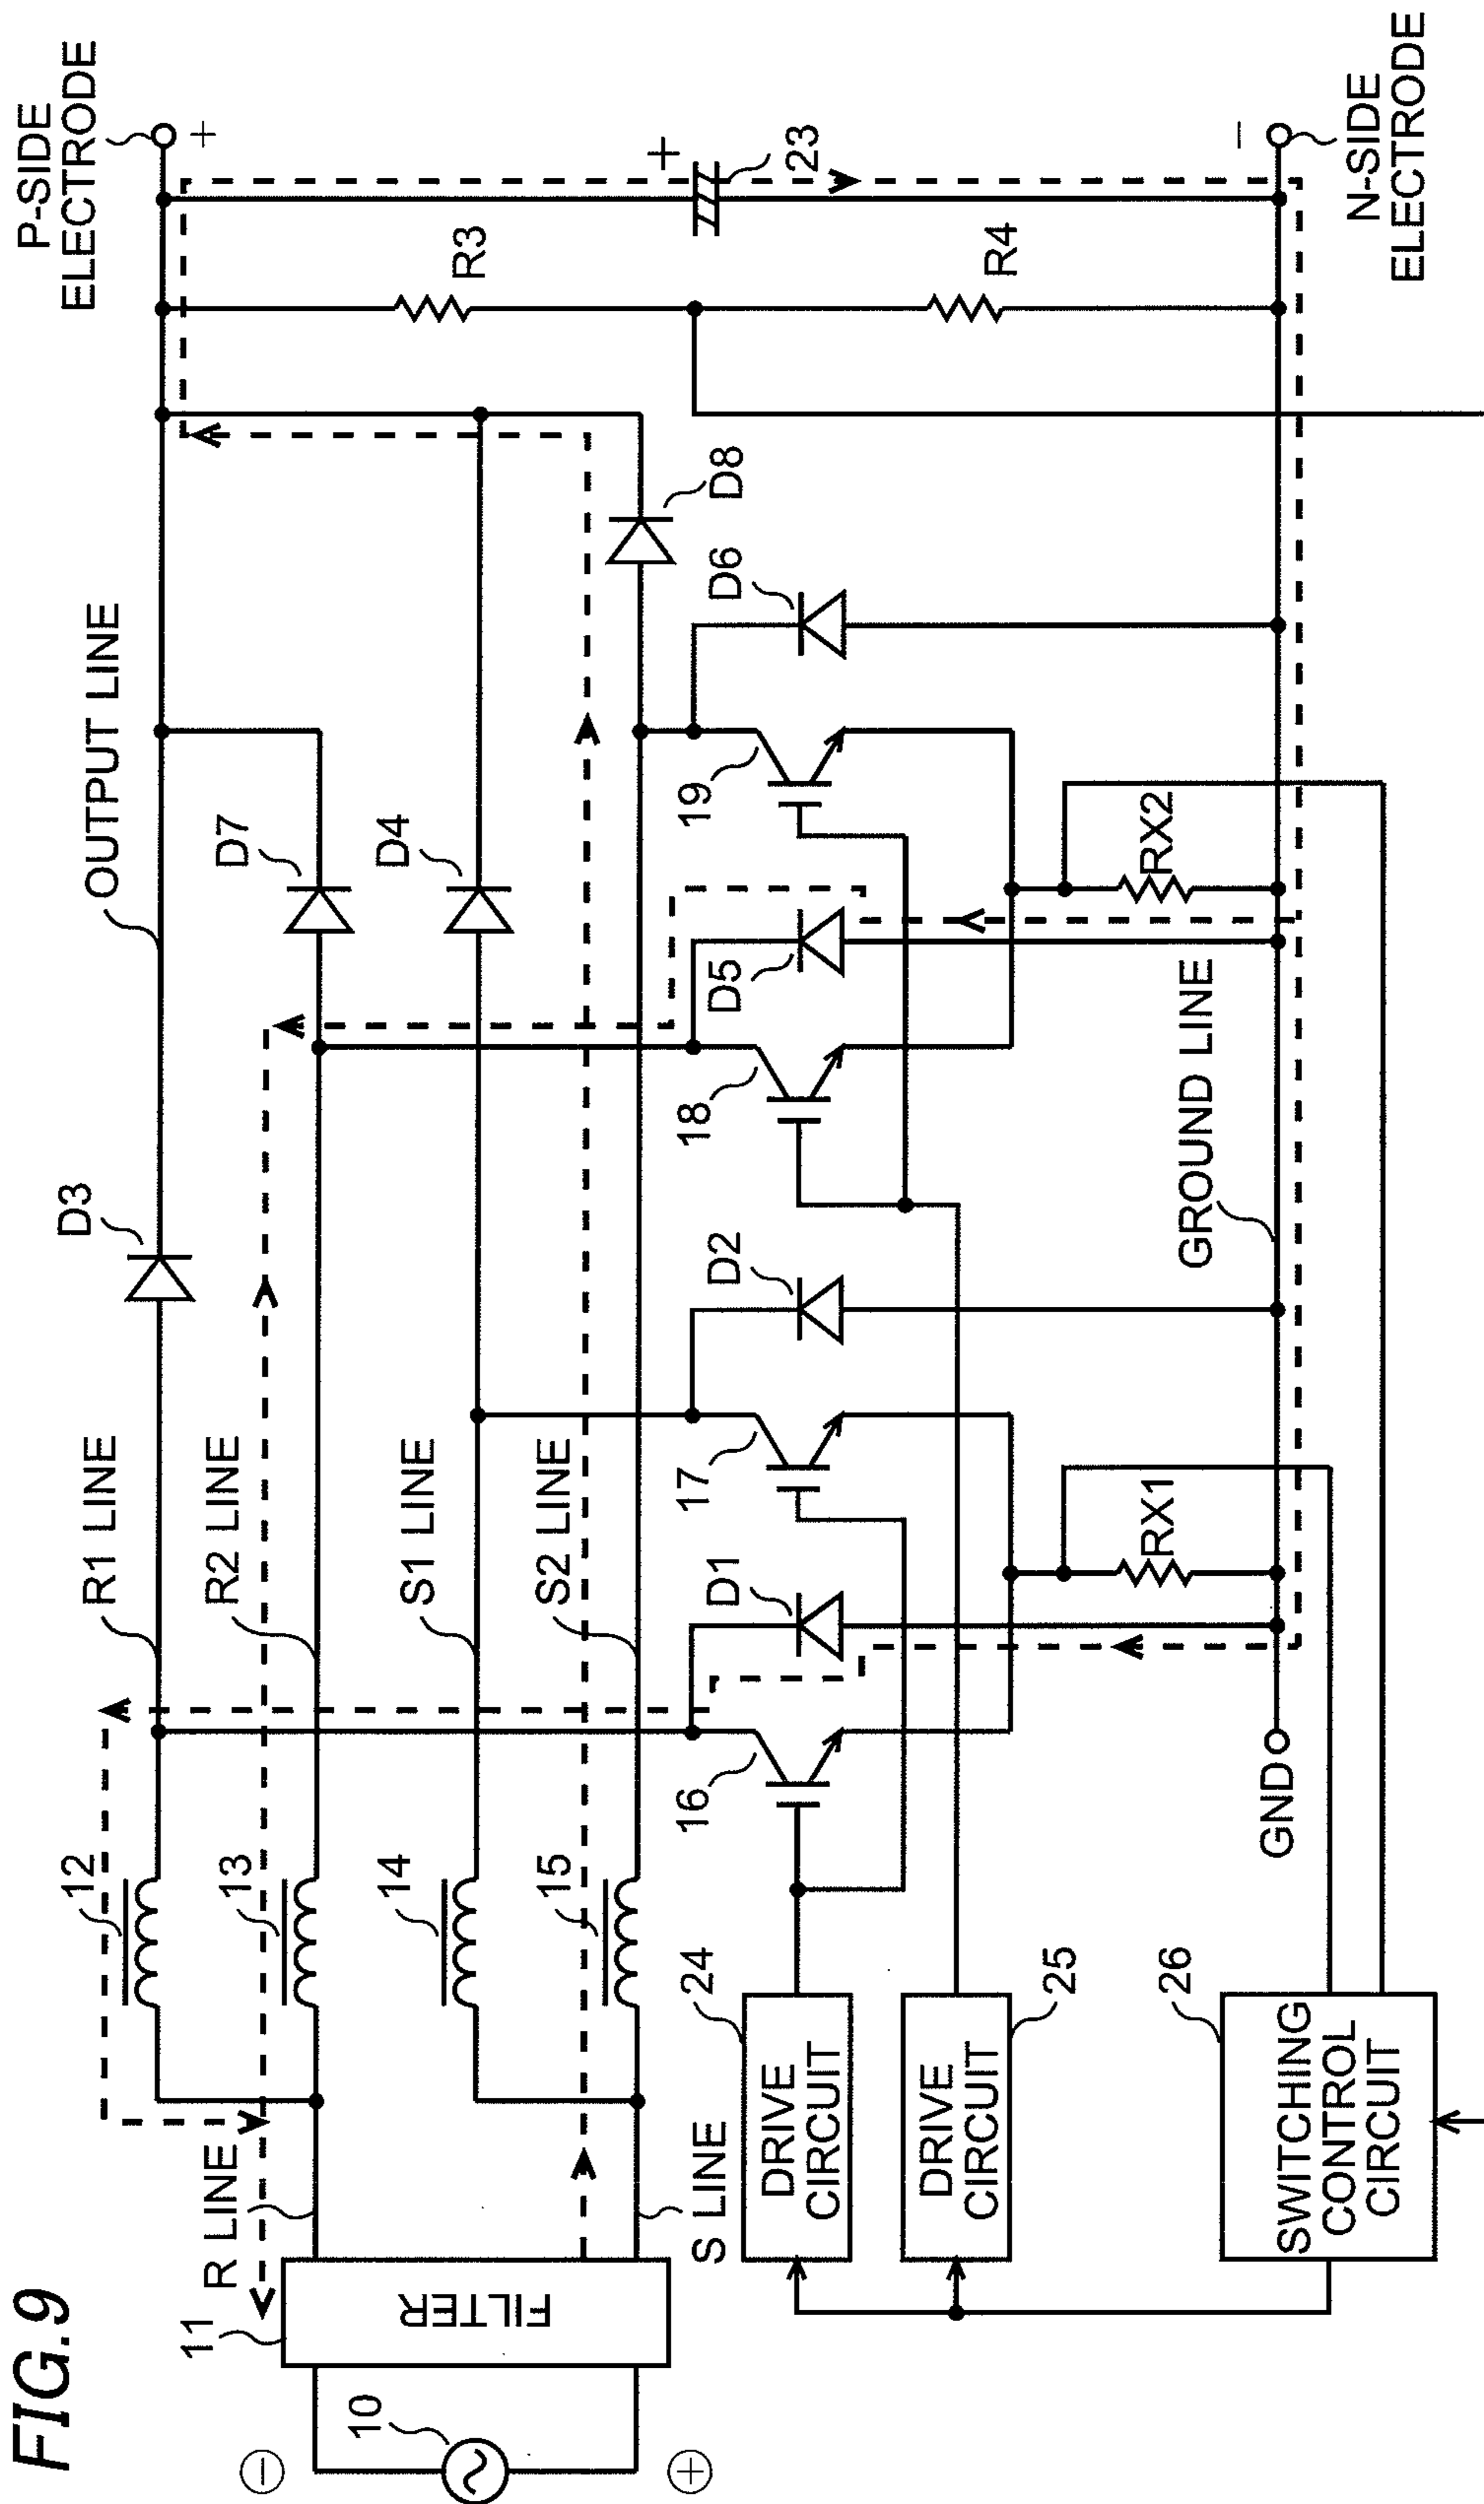 FIG.9
P-SIDE
ELECTRODE
+
OUTPUT LINE
D3
R1 LINE
12
D7
R2 LINE
13
R LINE
11
FILTER
10
−
+
~
D4
S1 LINE
14
S2 LINE
15
S LINE
D8
R3
+
23
R4
D6
19
D5
18
D2
17
D1
16
RX2
RX1
GROUND LINE
GND
−
N-SIDE
ELECTRODE
24
DRIVE
CIRCUIT
25
DRIVE
CIRCUIT
26
SWITCHING
CONTROL
CIRCUIT